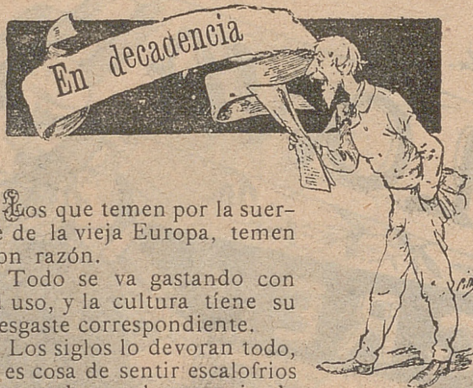 En decadencia
Los que temen por la suer-
e de la vieja Europa, temen
on razón.
Todo se va gastando con
uso, y la cultura tiene su
esgaste correspondiente.
Los siglos lo devoran todo,
es cosa de sentir escalofrios